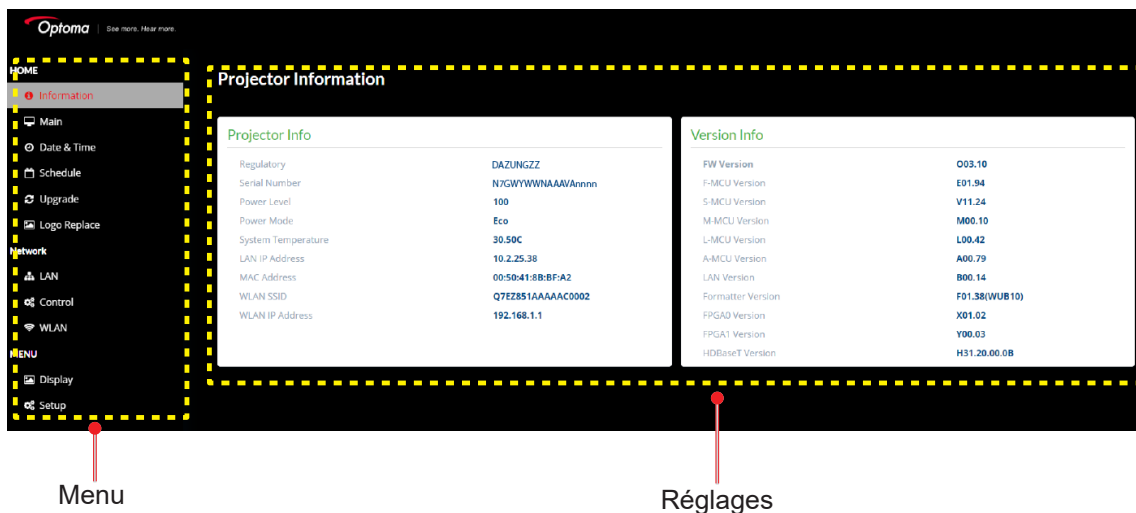 Optoma See more. Hear more.
HOME
Information
Main
Date & Time
Schedule
Upgrade
Logo Replace
Network
LAN
Control
WLAN
MENU
Display
Setup
Projector Information
Projector Info
Regulatory DAZUNGZZ
Serial Number N7GWYWWNAAAVAnnnn
Power Level 100
Power Mode Eco
System Temperature 30.50C
LAN IP Address 10.2.25.38
MAC Address 00:50:41:8B:BF:A2
WLAN SSID Q7EZ851AAAAAC0002
WLAN IP Address 192.168.1.1
Version Info
FW Version O03.10
F-MCU Version E01.94
S-MCU Version V11.24
M-MCU Version M00.10
L-MCU Version L00.42
A-MCU Version A00.79
LAN Version B00.14
Formatter Version F01.38(WUB10)
FPGA0 Version X01.02
FPGA1 Version Y00.03
HDBaseT Version H31.20.00.0B
Menu
Réglages